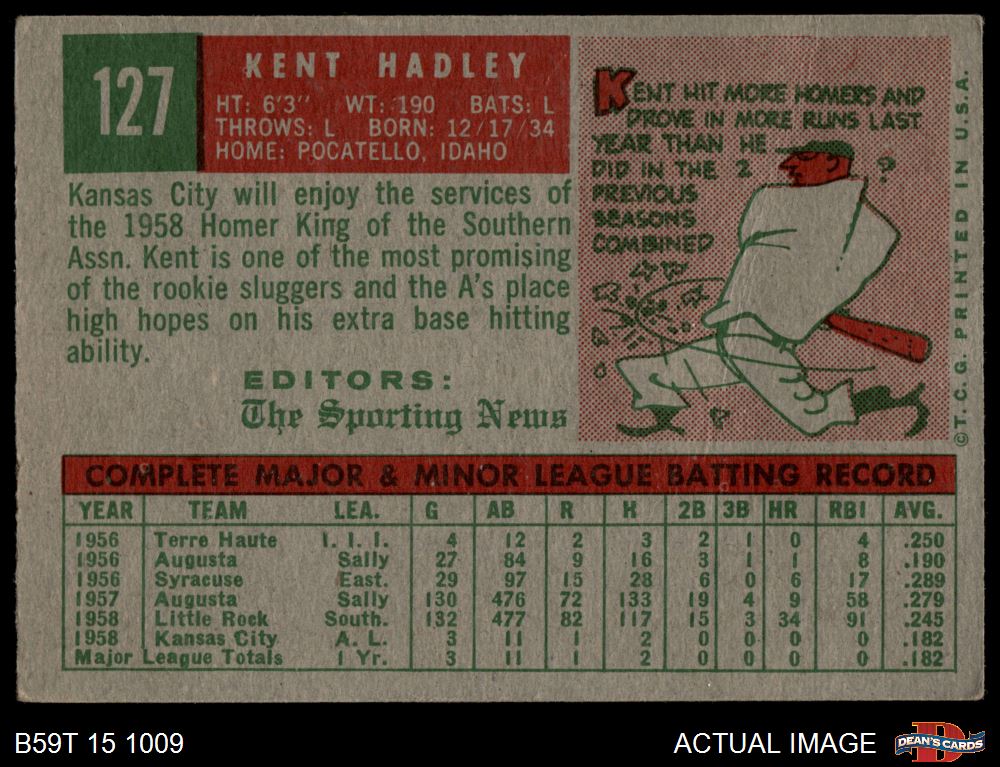 127
KENT HADLEY
HT: 6'3" WT: 190 BATS: L
THROWS: L BORN: 12/17/34
HOME: POCATELLO, IDAHO
Kansas City will enjoy the services of
the 1958 Homer King of the Southern
Assn. Kent is one of the most promising
of the rookie sluggers and the A's place
high hopes on his extra base hitting
ability.
EDITORS:
The Sporting News
KENT HIT MORE HOMERS AND
DROVE IN MORE RUNS LAST
YEAR THAN HE
DID IN THE 2
PREVIOUS
SEASONS
COMBINED
?
© T. C. G. PRINTED IN U.S.A.
COMPLETE MAJOR & MINOR LEAGUE BATTING RECORD
YEAR TEAM LEA. G AB R H 2B 3B HR RBI AVG.
1956 Terre Haute I. I. I. 4 12 2 3 2 1 0 4 .250
1956 Augusta Sally 27 84 9 16 3 1 1 8 .190
1956 Syracuse East. 29 97 15 28 6 0 6 17 .289
1957 Augusta Sally 130 476 72 133 19 4 9 58 .279
1958 Little Rock South. 132 477 82 117 15 3 34 91 .245
1958 Kansas City A. L. 3 11 1 2 0 0 0 0 .182
Major League Totals 1 Yr. 3 11 1 2 0 0 0 0 .182
B59T 15 1009
ACTUAL IMAGE
D
DEAN'S CARDS